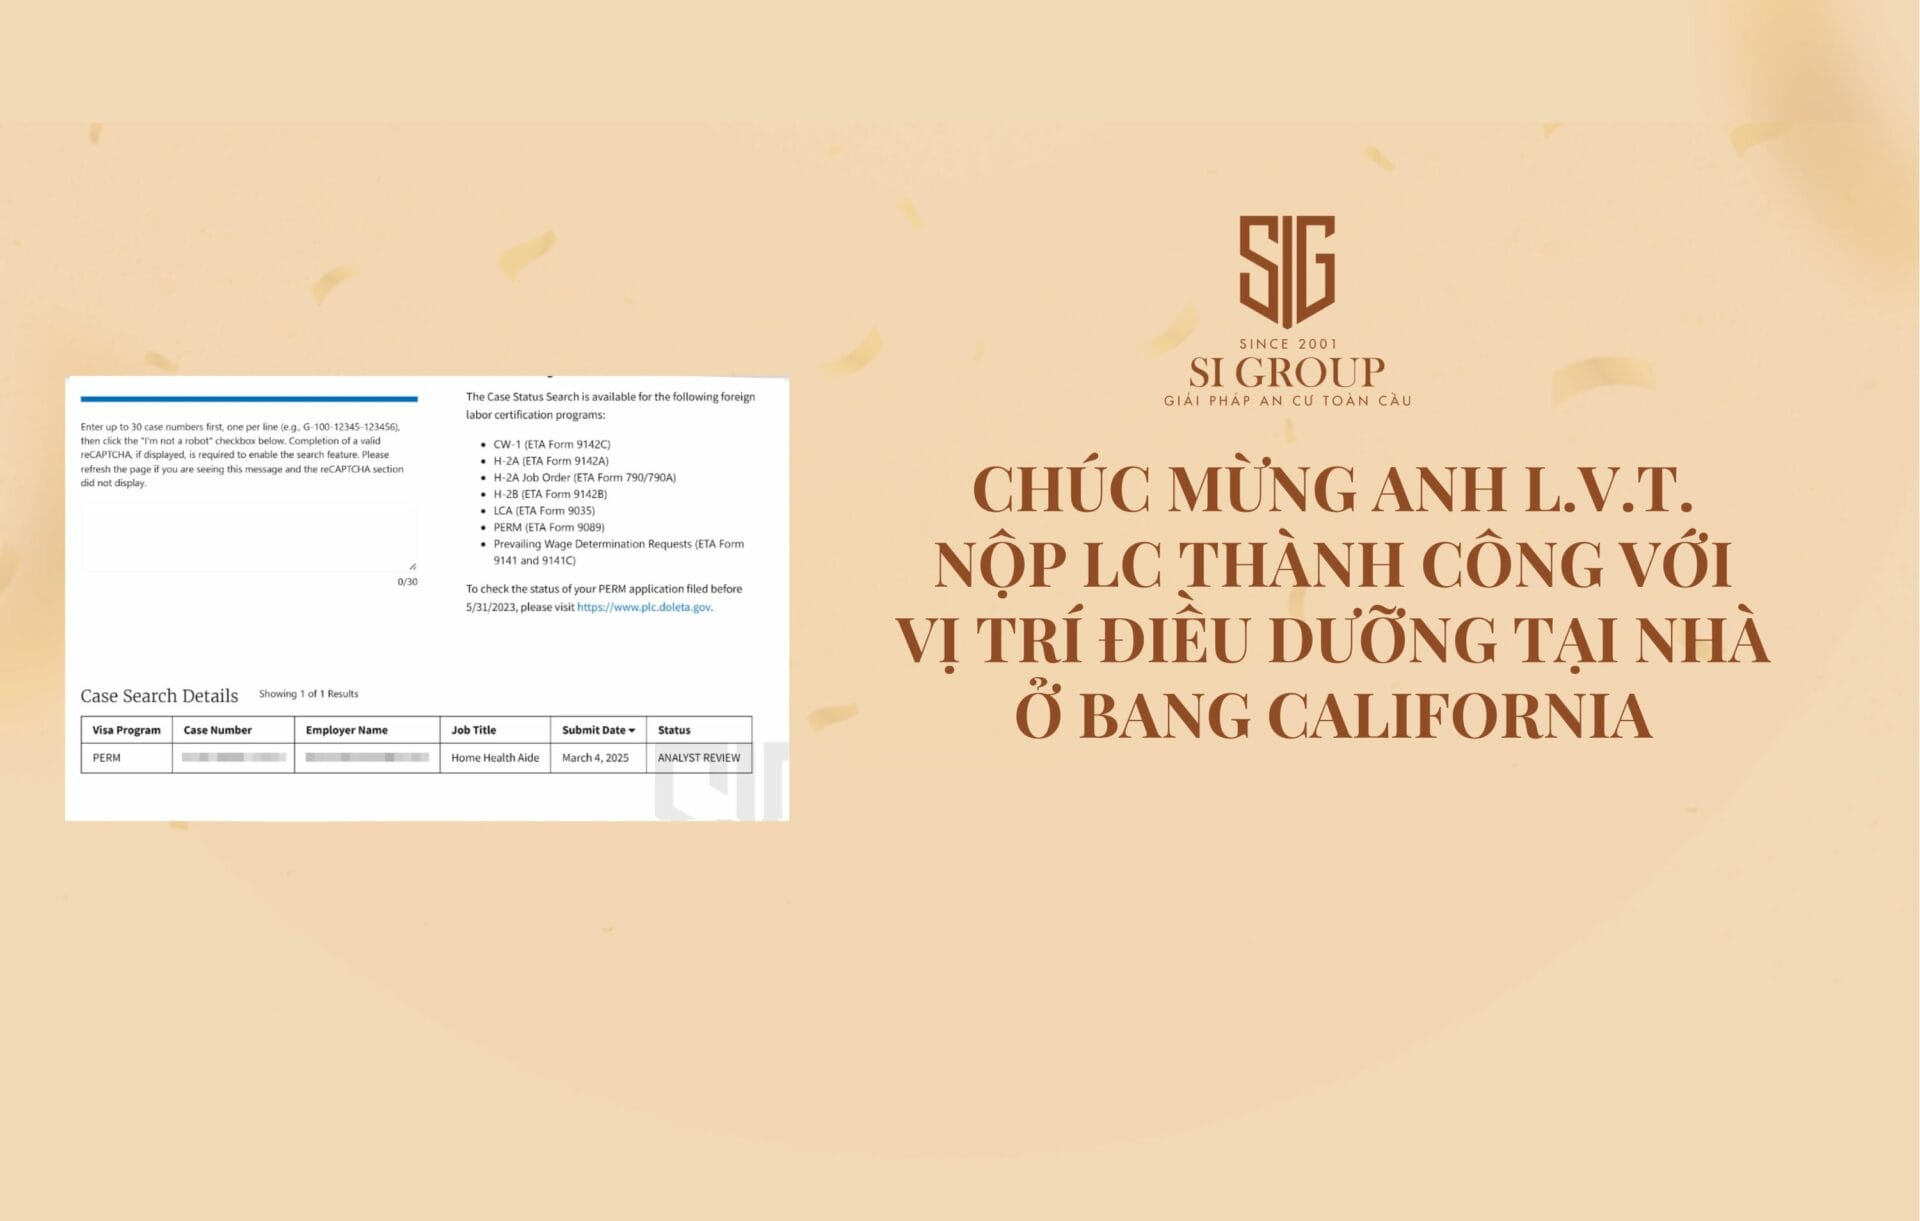 Enter up to 30 case numbers first, one per line (e.g., G-100-12345-123456),
then click the "I'm not a robot" checkbox below. Completion of a valid
reCAPTCHA, if displayed, is required to enable the search feature. Please
refresh the page if you are seeing this message and the reCAPTCHA section
did not display.
0/30
The Case Status Search is available for the following foreign
labor certification programs:
• CW-1 (ETA Form 9142C)
• H-2A (ETA Form 9142A)
• H-2A Job Order (ETA Form 790/790A)
• H-2B (ETA Form 9142B)
• LCA (ETA Form 9035)
• PERM (ETA Form 9089)
• Prevailing Wage Determination Requests (ETA Form
9141 and 9141C)
To check the status of your PERM application filed before
5/31/2023, please visit https://www.plc.doleta.gov.
Case Search Details Showing 1 of 1 Results
Visa Program Case Number Employer Name Job Title Submit Date Status
PERM Home Health Aide March 4, 2025 ANALYST REVIEW
SIG
SINCE 2001
SI GROUP
GIẢI PHÁP AN CƯ TOÀN CẦU
CHÚC MỪNG ANH L.V.T.
NỘP LC THÀNH CÔNG VỚI
VỊ TRÍ ĐIỀU DƯỠNG TẠI NHÀ
Ở BANG CALIFORNIA